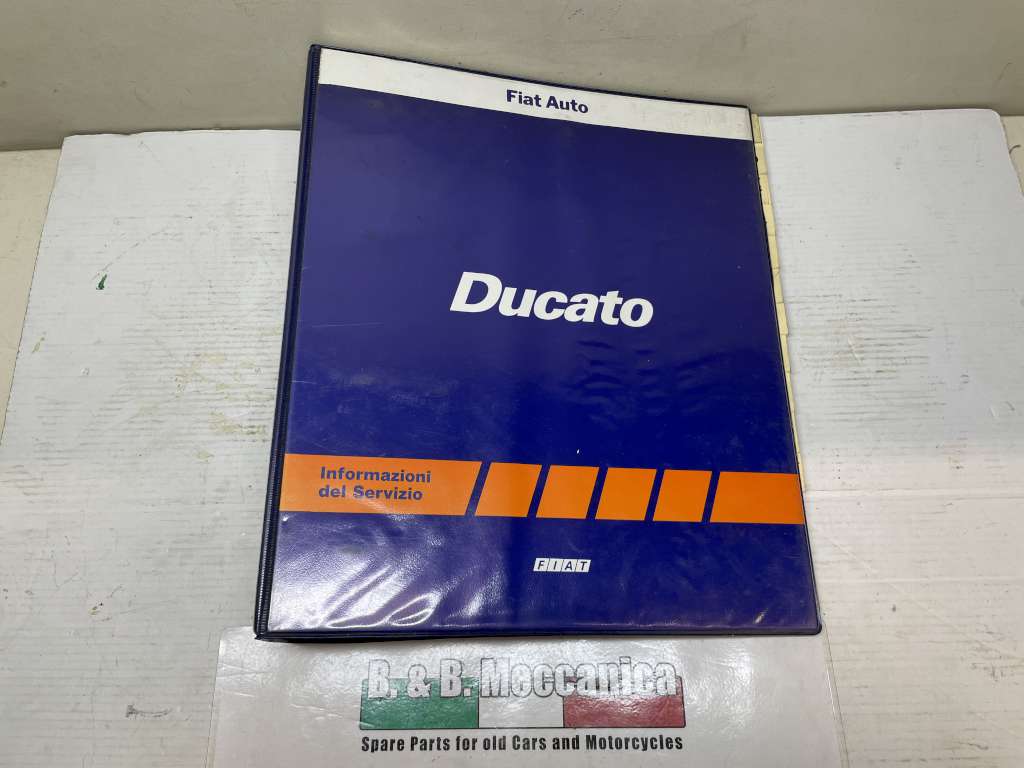 Fiat Auto
Ducato
Informazioni
del Servizio
FIAT
B. & B. Meccanica
Spare Parts for old Cars and Motorcycles